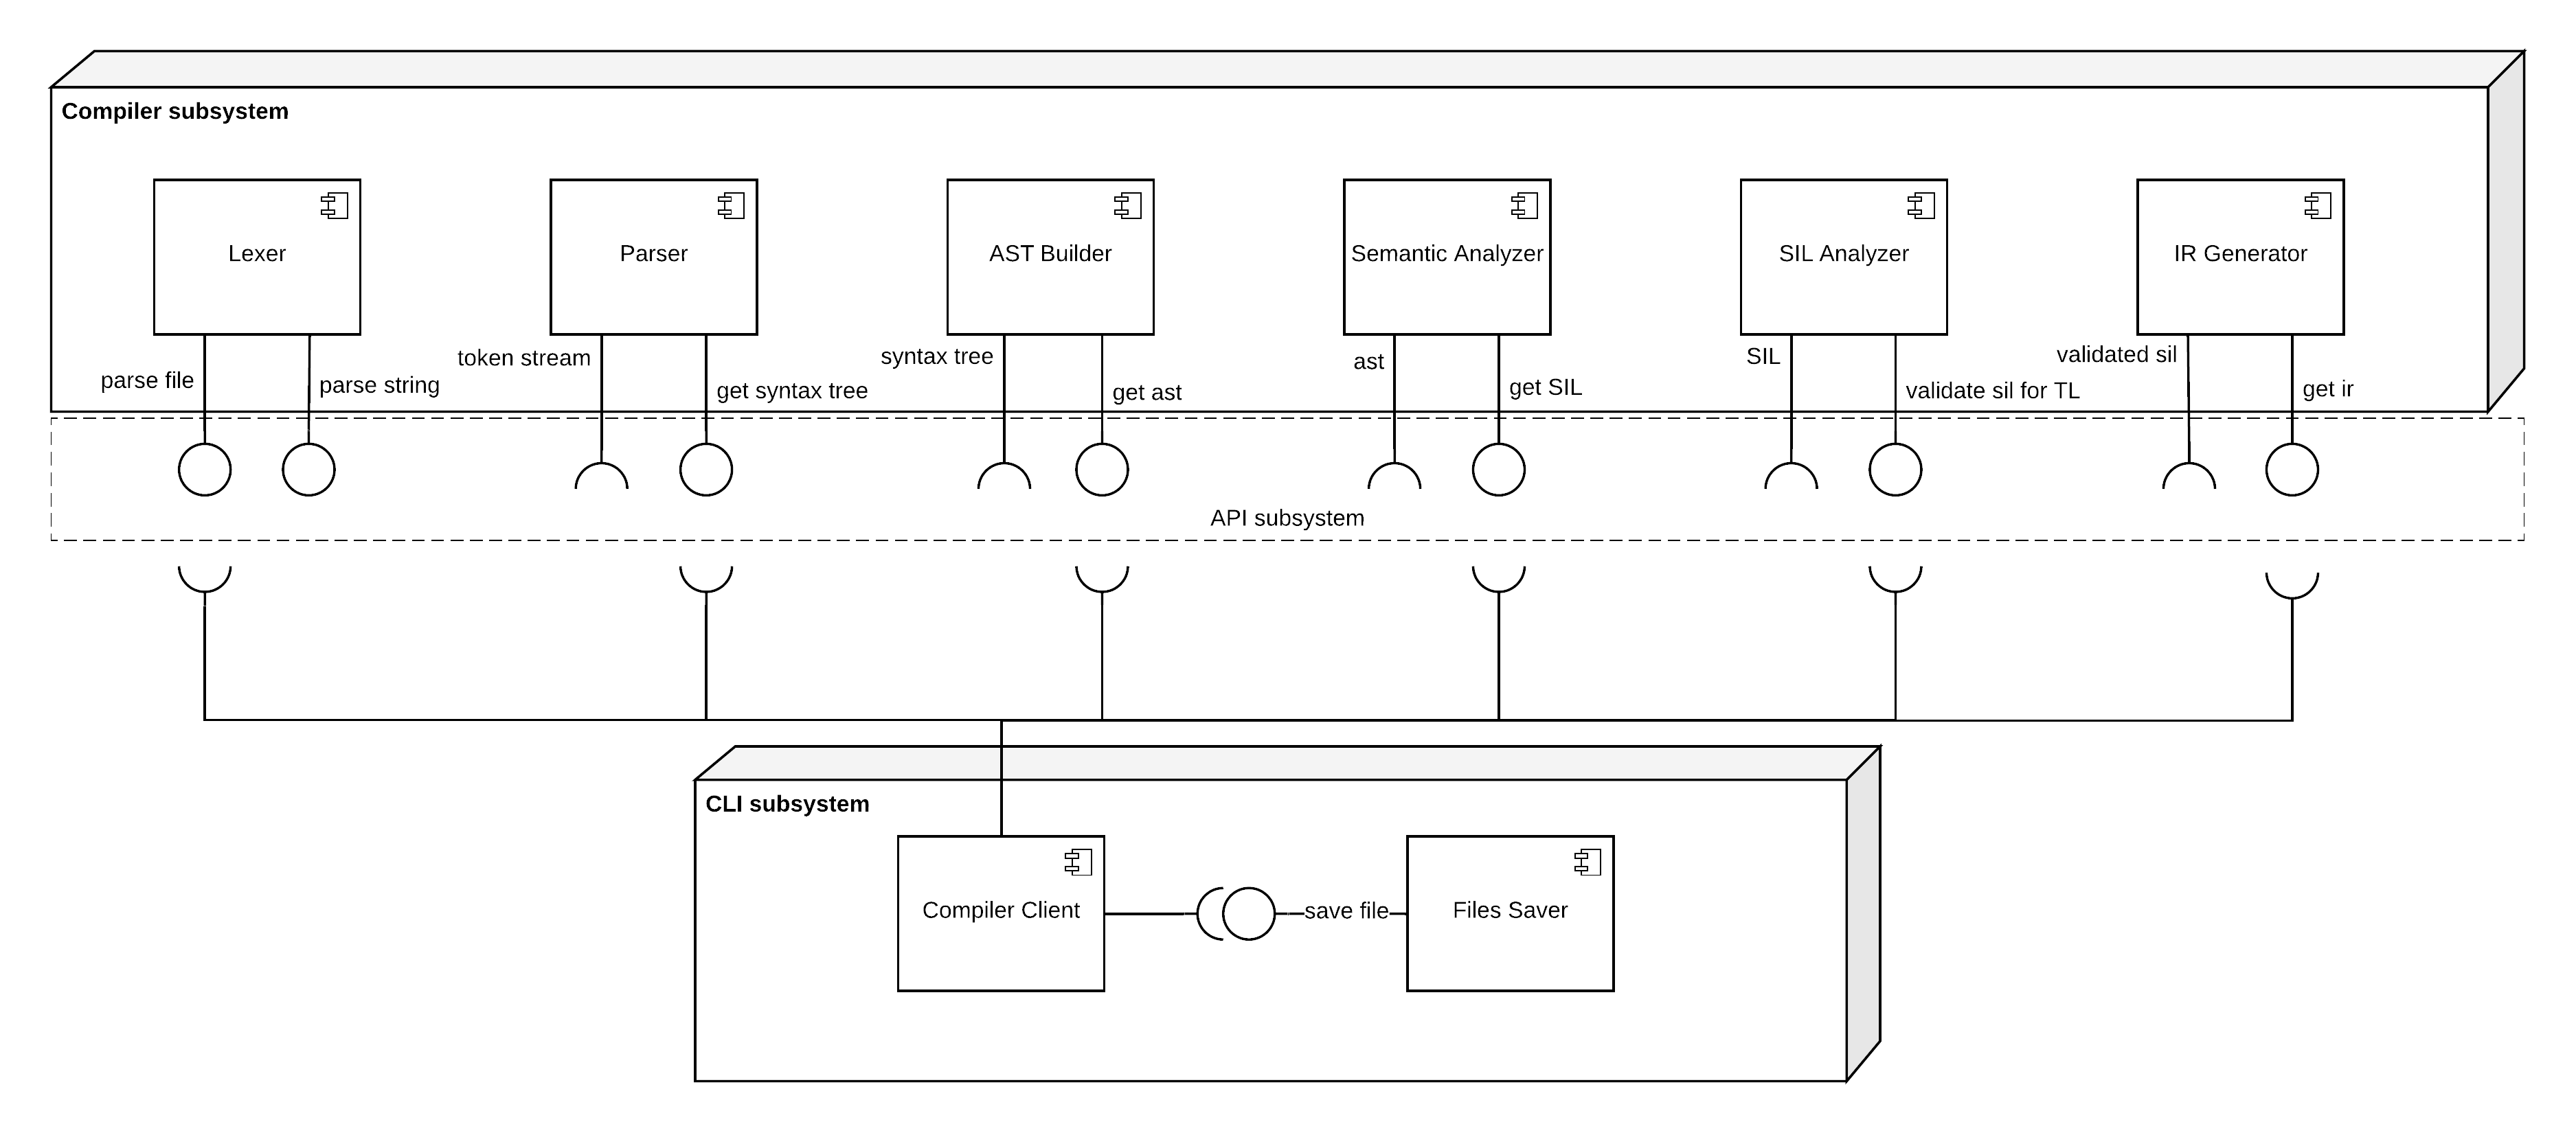 Compiler subsystem
Lexer
Parser
AST Builder
Semantic Analyzer
SIL Analyzer
IR Generator
parse file
parse string
token stream
get syntax tree
syntax tree
get ast
ast
get SIL
SIL
validate sil for TL
validated sil
get ir
API subsystem
CLI subsystem
Compiler Client
save file
Files Saver